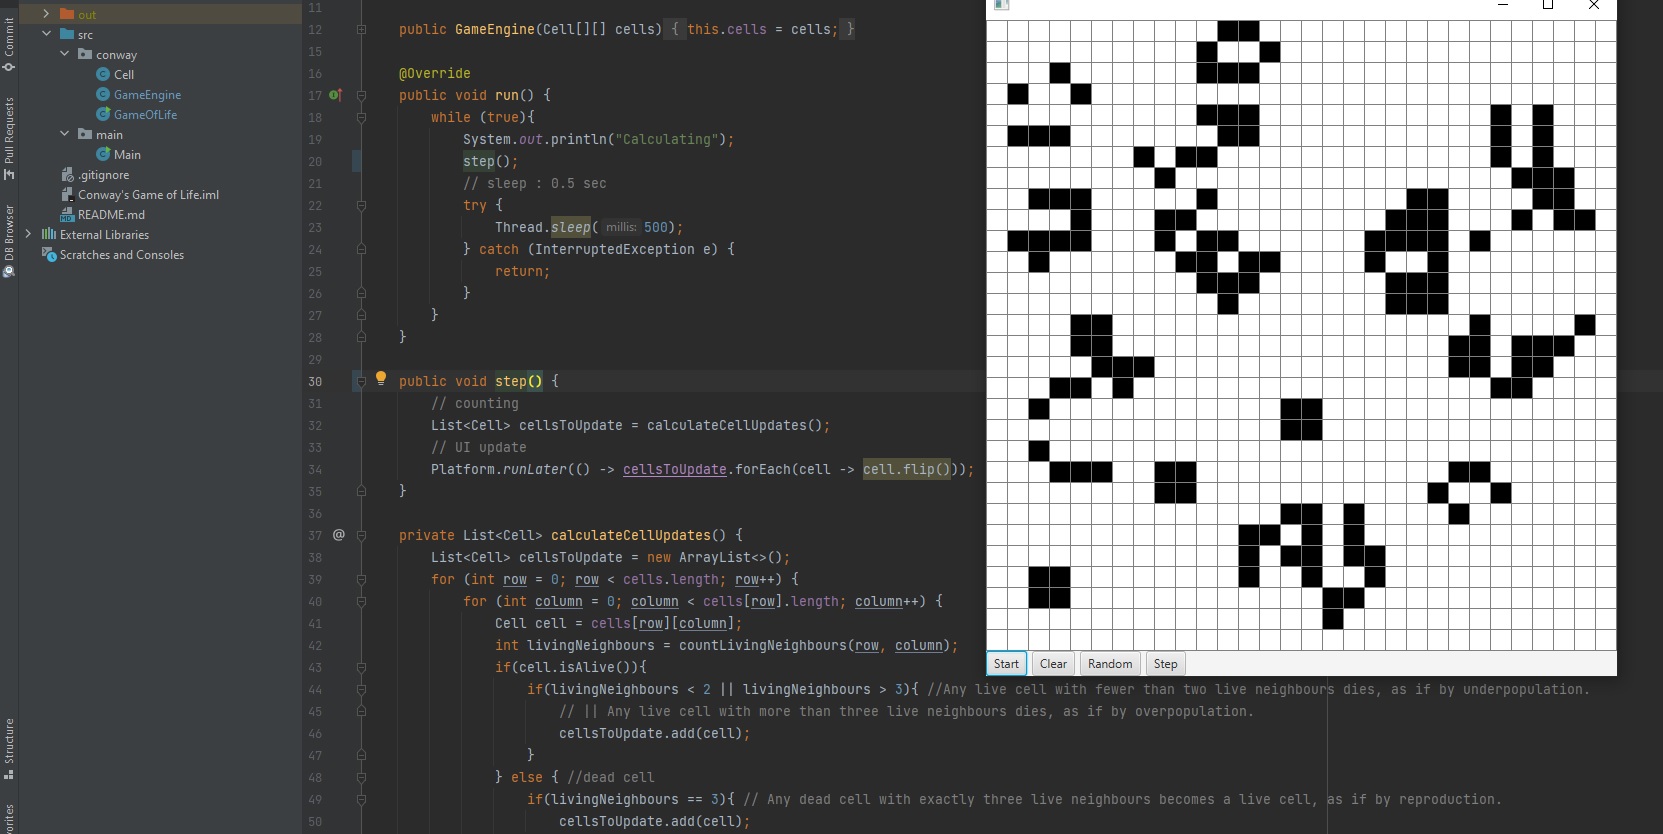 Commit
Pull Requests
DB Browser
Structure
out
src
conway
Cell
GameEngine
GameOfLife
main
Main
.gitignore
Conway's Game of Life.iml
README.md
External Libraries
Scratches and Consoles
11
12 public GameEngine(Cell[][] cells) { this.cells = cells; }
15
16 @Override
17 public void run() {
18 while (true){
19 System.out.println("Calculating");
20 step();
21 // sleep : 0.5 sec
22 try {
23 Thread.sleep( millis: 500);
24 } catch (InterruptedException e) {
25 return;
26 }
27 }
28 }
29
30 public void step() {
31 // counting
32 List<Cell> cellsToUpdate = calculateCellUpdates();
33 // UI update
34 Platform.runLater(() -> cellsToUpdate.forEach(cell -> cell.flip()));
35 }
36
37 @ private List<Cell> calculateCellUpdates() {
38 List<Cell> cellsToUpdate = new ArrayList<>();
39 for (int row = 0; row < cells.length; row++) {
40 for (int column = 0; column < cells[row].length; column++) {
41 Cell cell = cells[row][column];
42 int livingNeighbours = countLivingNeighbours(row, column);
43 if(cell.isAlive()){
44 if(livingNeighbours < 2 || livingNeighbours > 3){ //Any live cell with fewer than two live neighbours dies, as if by underpopulation.
45 // || Any live cell with more than three live neighbours dies, as if by overpopulation.
46 cellsToUpdate.add(cell);
47 }
48 } else { //dead cell
49 if(livingNeighbours == 3){ // Any dead cell with exactly three live neighbours becomes a live cell, as if by reproduction.
50 cellsToUpdate.add(cell);
Start Clear Random Step